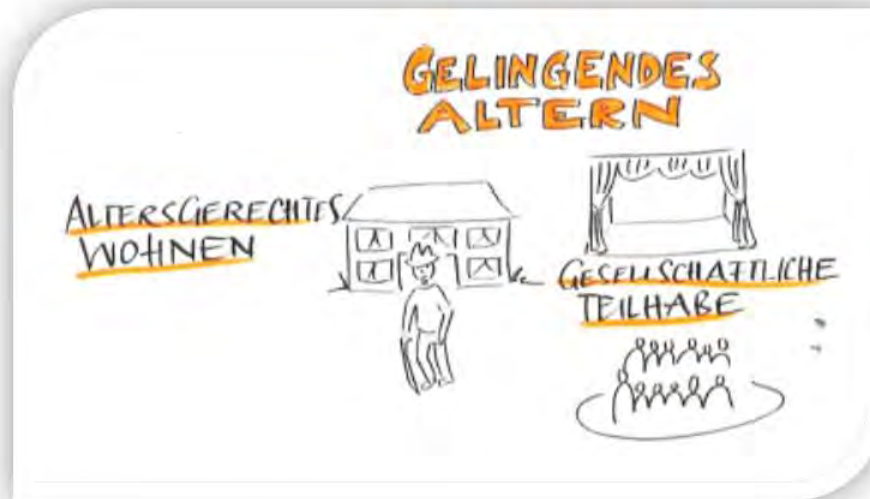 GELINGENDES
ALTERN
ALTERSGERECHTES
WOHNEN
GESELLSCHAFTLICHE
TEILHABE